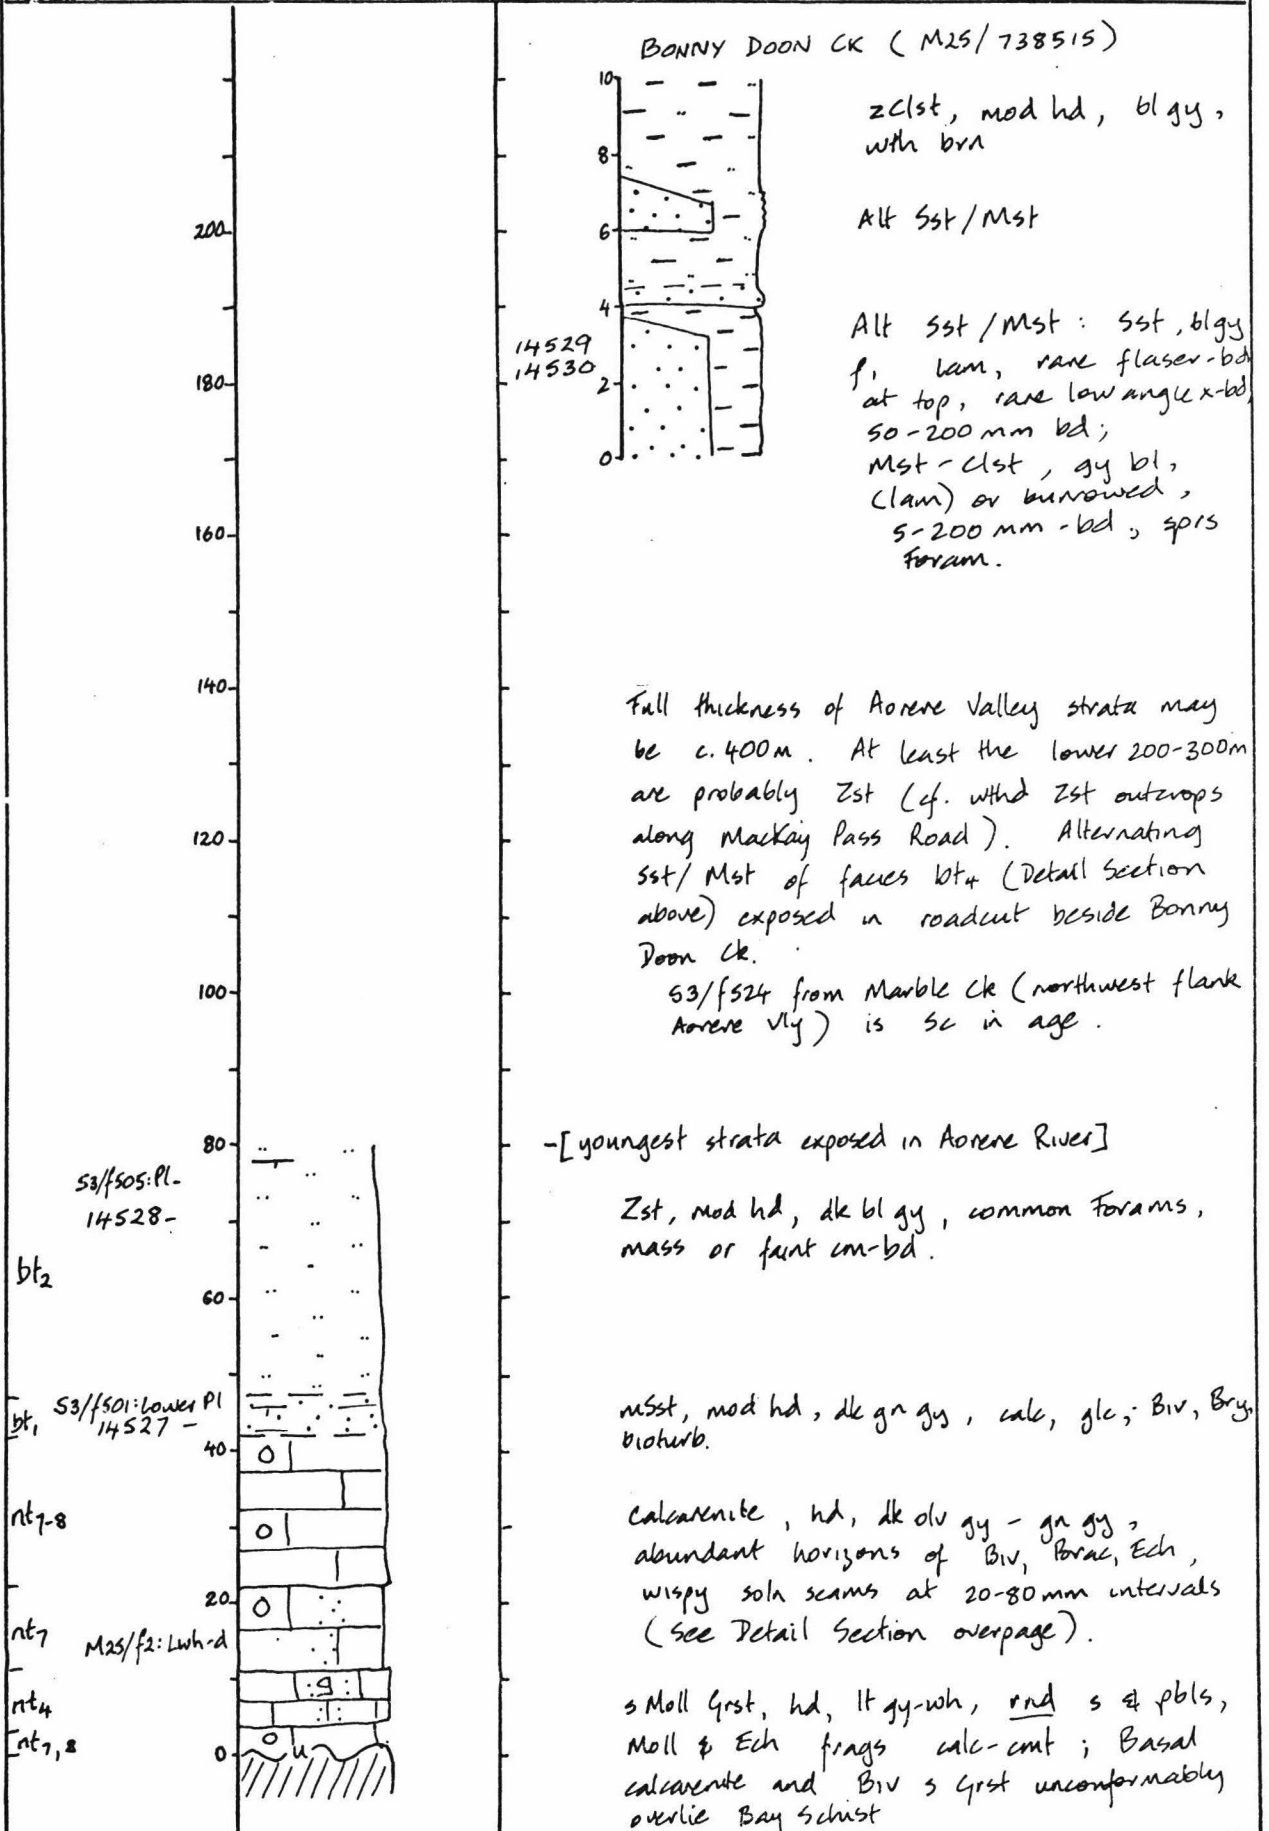 BONNY DOON CK (M25/738515)
10
zclst, mod hd, bl gy,
wth brn
8
Alt Sst/Mst
6
4
Alt Sst/Mst : Sst, bl gy
f, lam, rare flaser-bd
at top, rare low angle x-bd,
50-200 mm bd;
Mst-Clst, gy bl,
(lam) or burrowed,
5-200 mm-bd, sprs
Foram.
14529
14530
2
0
200
180
160
140
Full thickness of Aorere Valley strata may
be c. 400m. At least the lower 200-300m
are probably Zst (cf. wthd Zst outcrops
along MacKay Pass Road). Alternating
Sst/Mst of facies bt4 (Detail Section
above) exposed in roadcut beside Bonny
Doon Ck.
S3/f524 from Marble Ck (northwest flank
Aorere Vly) is Sc in age.
120
100
80
-[youngest strata exposed in Aorere River]
S3/f505:Pl-
14528-
Zst, mod hd, dk bl gy, common Forams,
mass or faint cm-bd.
bt2
60
S3/f501:Lower Pl
14527 -
bt1
mSst, mod hd, dk gn gy, calc, glc, Biv, Bry,
bioturb.
40
nt7-8
calcarenite, hd, dk olv gy - gn gy,
abundant horizons of Biv, Ech,
wispy soln seams at 20-80mm intervals
(see Detail Section overpage).
20
nt7
M25/f2:Lwh-d
nt4
s Moll Grst, hd, lt gy-wh, rnd s & pbls,
Moll & Ech frags calc-cmt; Basal
calcarenite and Biv s Grst unconformably
overlie Bay Schist
nt7,8
0
u